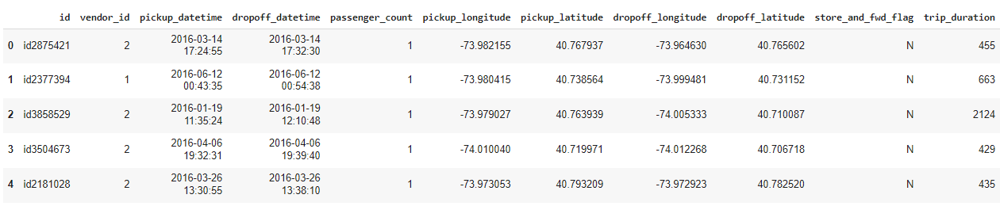 id vendor_id pickup_datetime dropoff_datetime passenger_count pickup_longitude pickup_latitude dropoff_longitude dropoff_latitude store_and_fwd_flag trip_duration
0 id2875421 2 2016-03-14 17:24:55 2016-03-14 17:32:30 1 -73.982155 40.767937 -73.964630 40.765602 N 455
1 id2377394 1 2016-06-12 00:43:35 2016-06-12 00:54:38 1 -73.980415 40.738564 -73.999481 40.731152 N 663
2 id3858529 2 2016-01-19 11:35:24 2016-01-19 12:10:48 1 -73.979027 40.763939 -74.005333 40.710087 N 2124
3 id3504673 2 2016-04-06 19:32:31 2016-04-06 19:39:40 1 -74.010040 40.719971 -74.012268 40.706718 N 429
4 id2181028 2 2016-03-26 13:30:55 2016-03-26 13:38:10 1 -73.973053 40.793209 -73.972923 40.782520 N 435